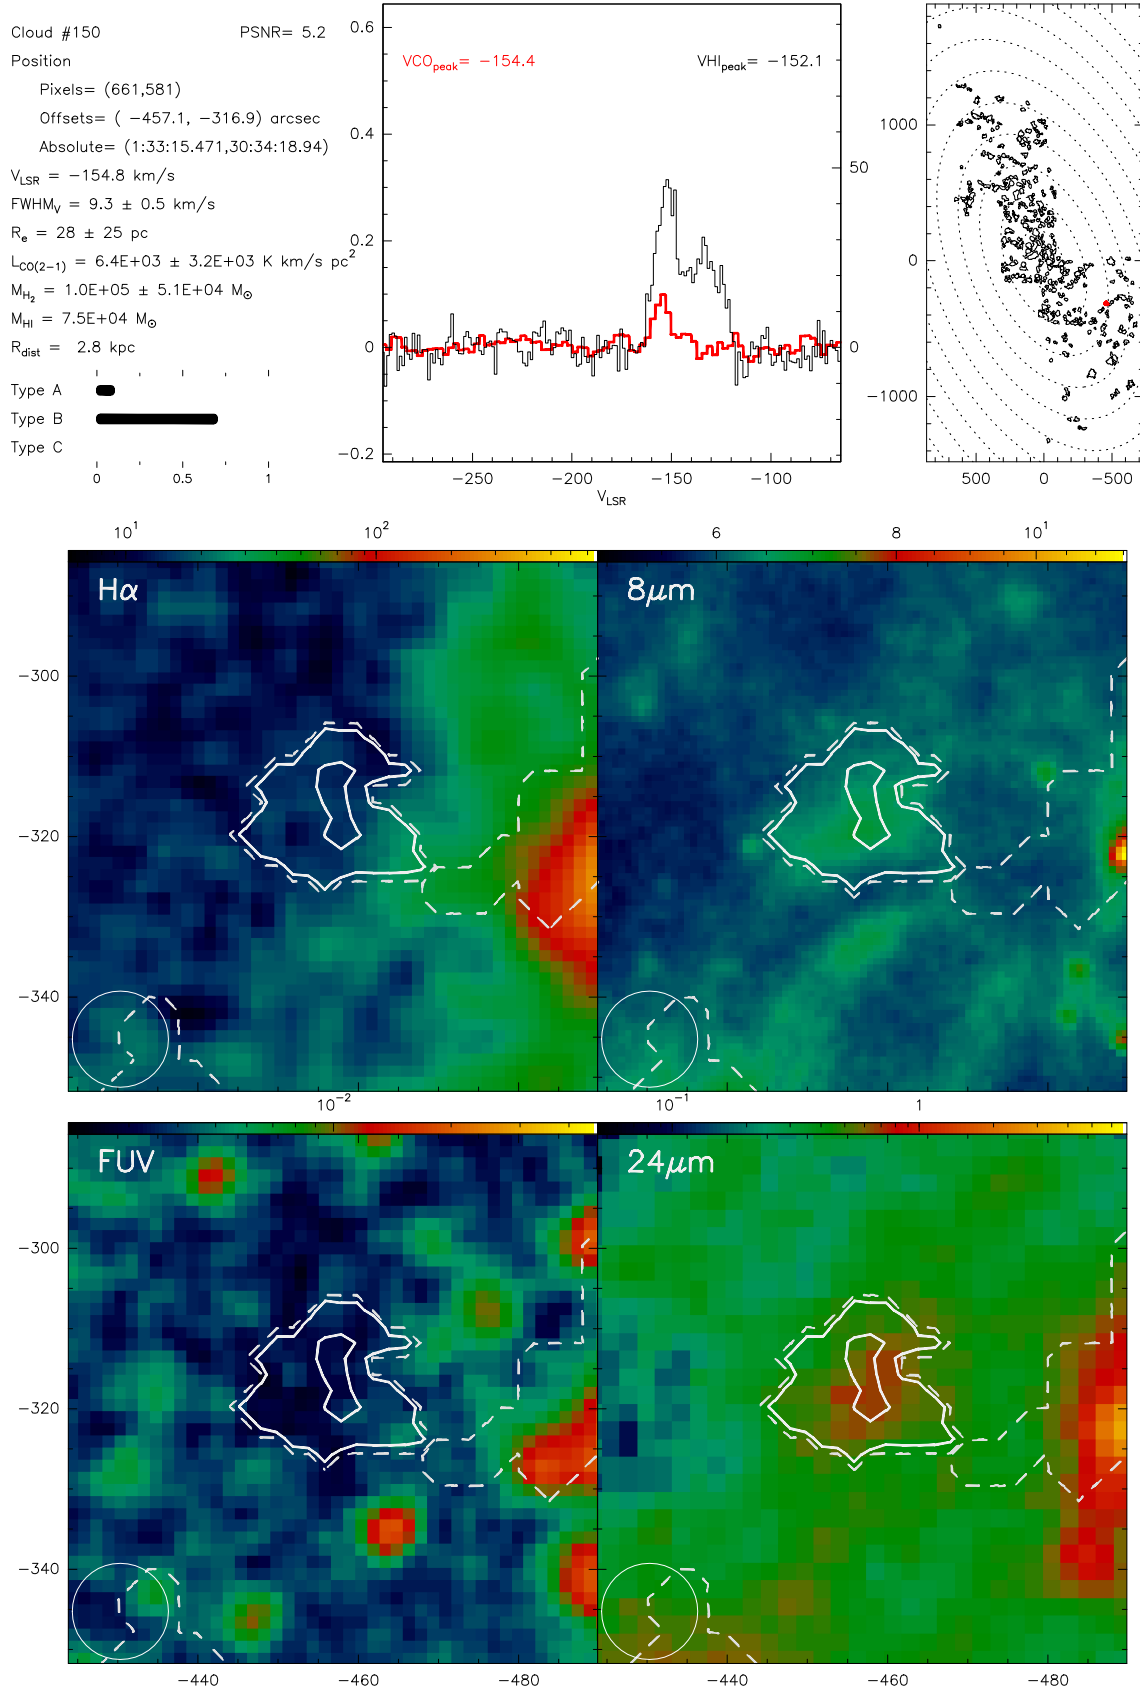 Cloud #150 PSNR= 5.2
Position
Pixels= (661,581)
Offsets= ( −457.1, −316.9) arcsec
Absolute= (1:33:15.471,30:34:18.94)
V_LSR = −154.8 km/s
FWHM_V = 9.3 ± 0.5 km/s
R_e = 28 ± 25 pc
L_CO(2−1) = 6.4E+03 ± 3.2E+03 K km/s pc²
M_H₂ = 1.0E+05 ± 5.1E+04 M_⊙
M_HI = 7.5E+04 M_⊙
R_dist = 2.8 kpc
Type A
Type B
Type C
0 0.5 1
VCO_peak= −154.4 VHI_peak= −152.1
0.6
0.4
0.2
0
−0.2
50
0
−250 −200 −150 −100
V_LSR
1000
0
−1000
500 0 −500
10¹ 10² 6 8 10¹
Hα 8μm
−300
−320
−340
10⁻² 10⁻¹ 1
FUV 24μm
−300
−320
−340
−440 −460 −480 −440 −460 −480